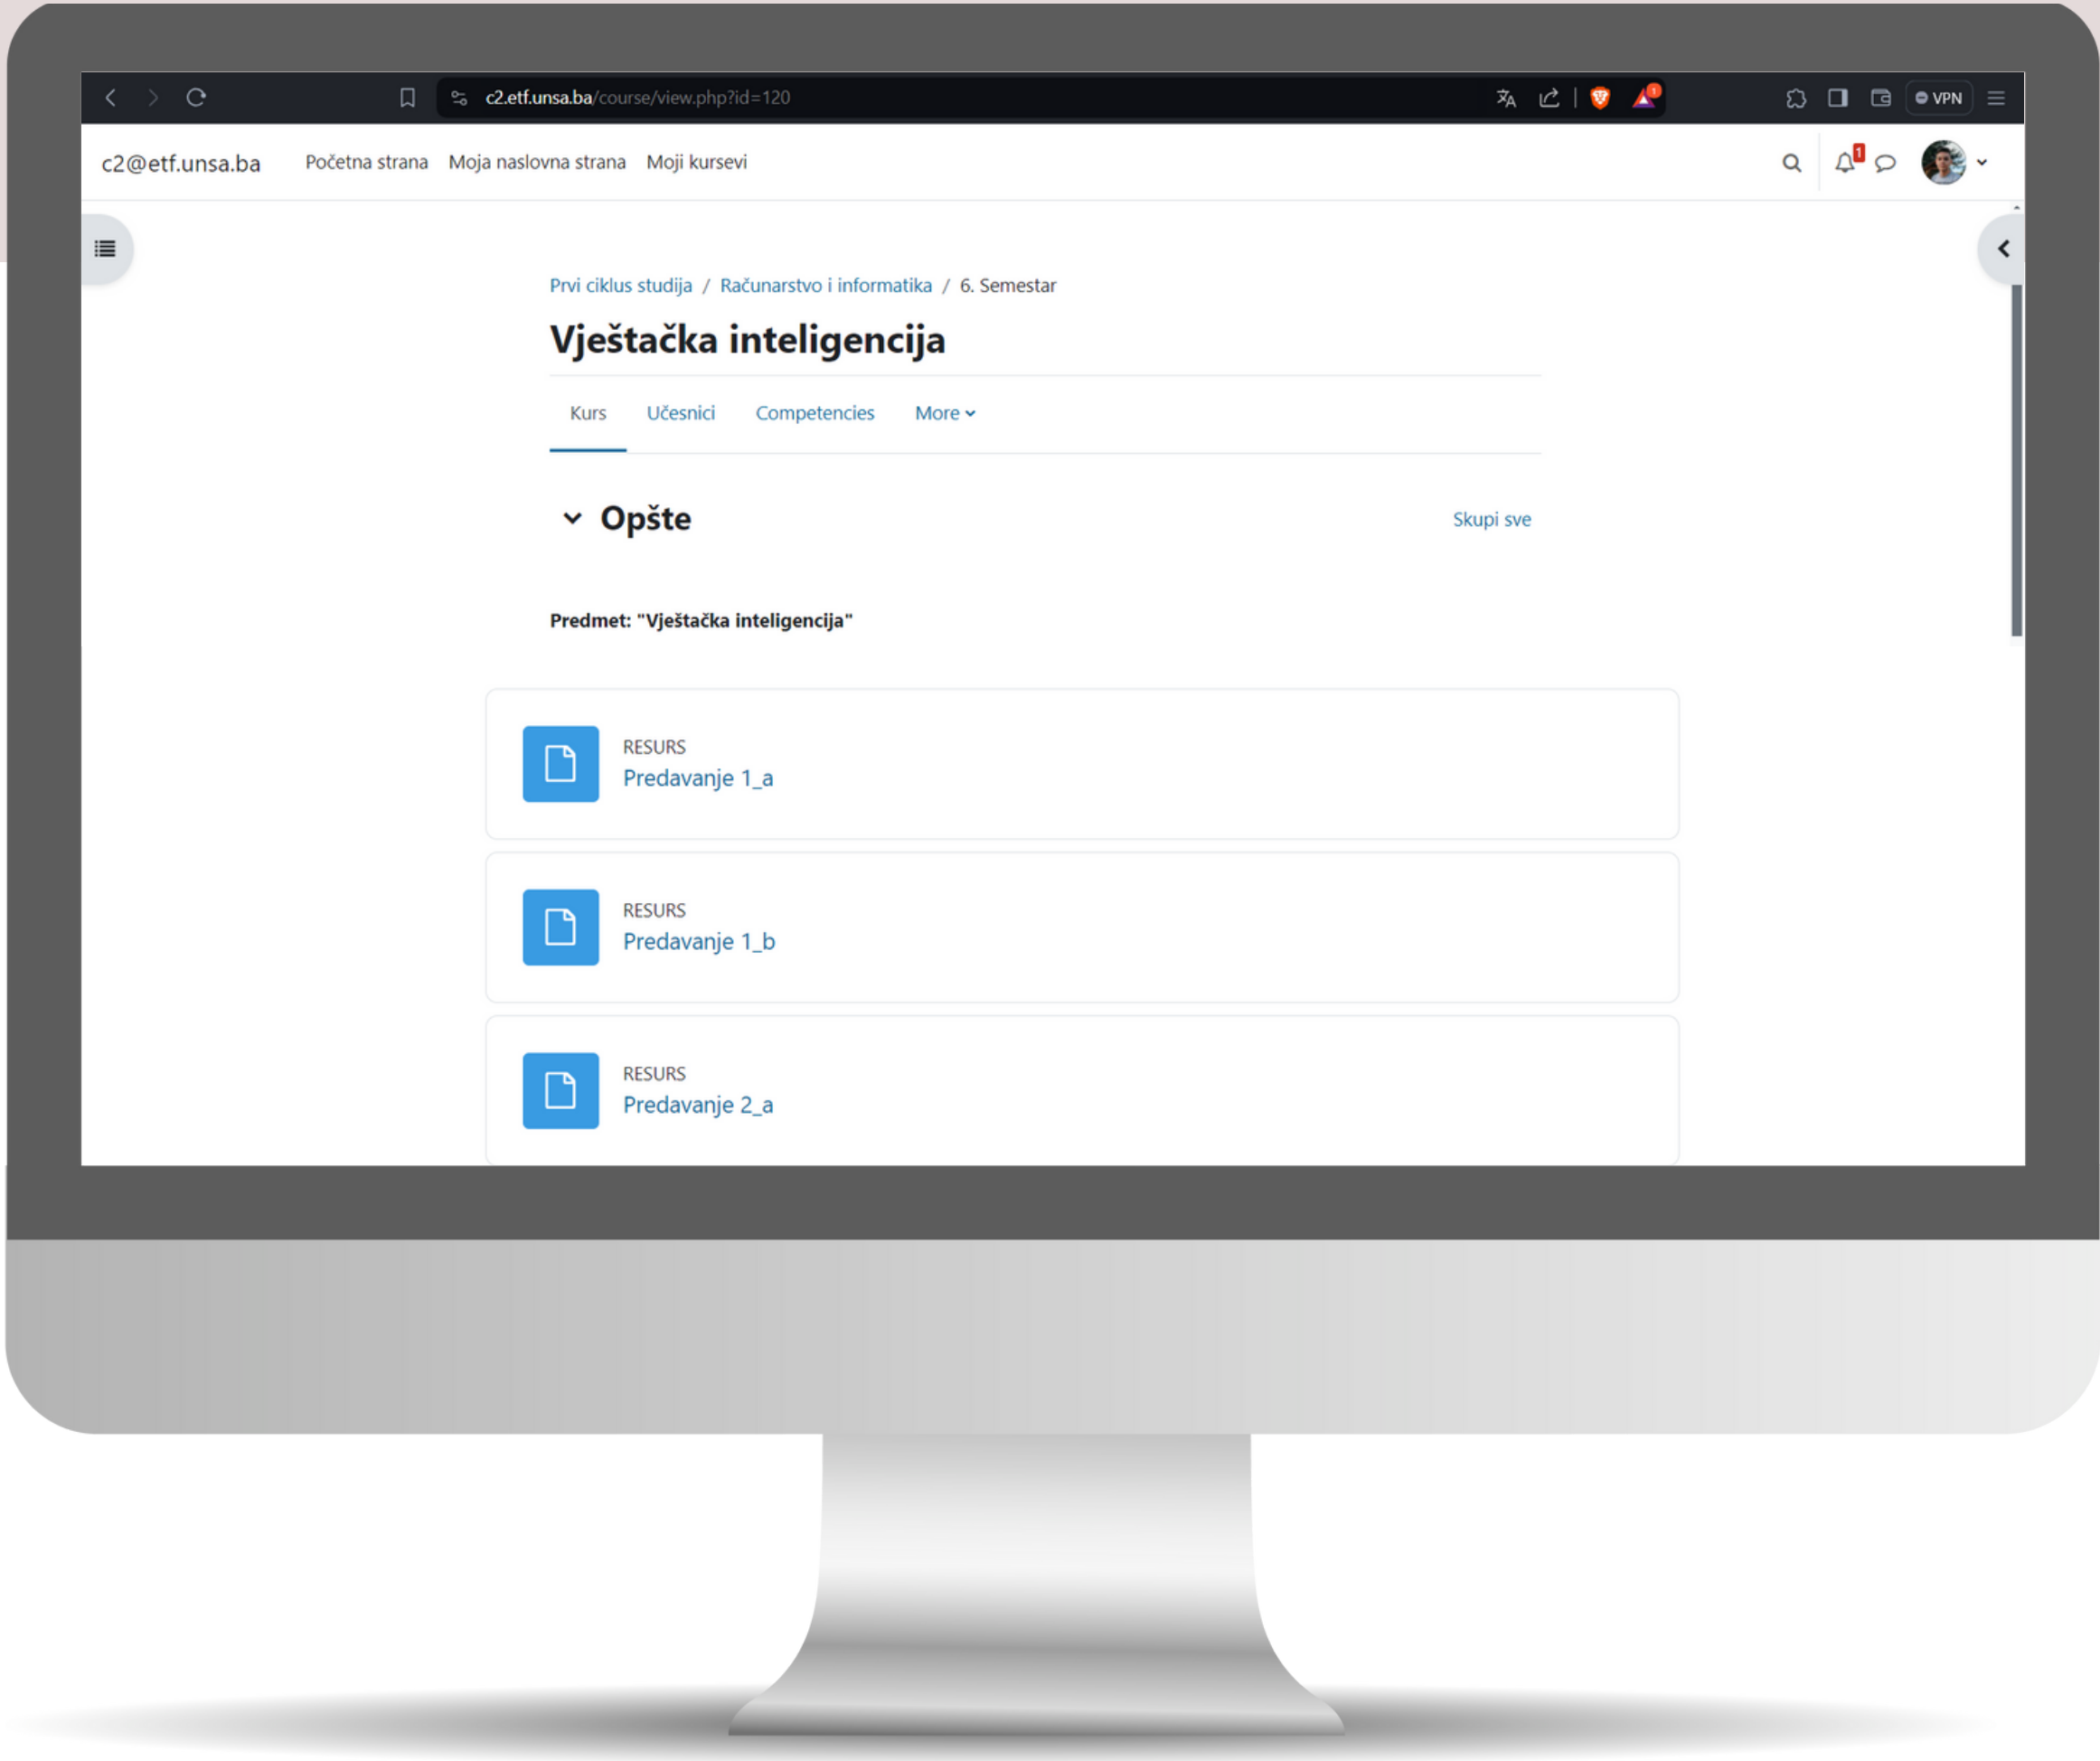 c2.etf.unsa.ba/course/view.php?id=120
VPN
c2@etf.unsa.ba Početna strana Moja naslovna strana Moji kursevi
1
Prvi ciklus studija / Računarstvo i informatika / 6. Semestar
Vještačka inteligencija
Kurs Učesnici Competencies More
Opšte Skupi sve
Predmet: "Vještačka inteligencija"
RESURS
Predavanje 1_a
RESURS
Predavanje 1_b
RESURS
Predavanje 2_a